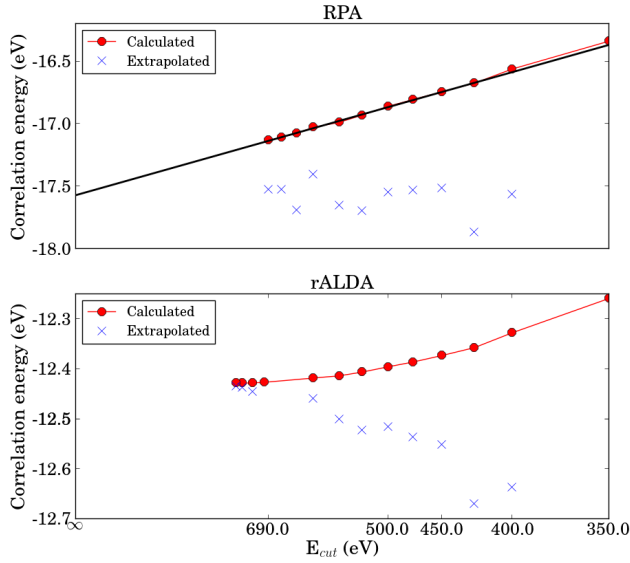 RPA
Correlation energy (eV)
-16.5
-17.0
-17.5
-18.0
Calculated
Extrapolated
rALDA
Correlation energy (eV)
-12.3
-12.4
-12.5
-12.6
-12.7
Calculated
Extrapolated
∞ 690.0 500.0 450.0 400.0 350.0
E_cut (eV)